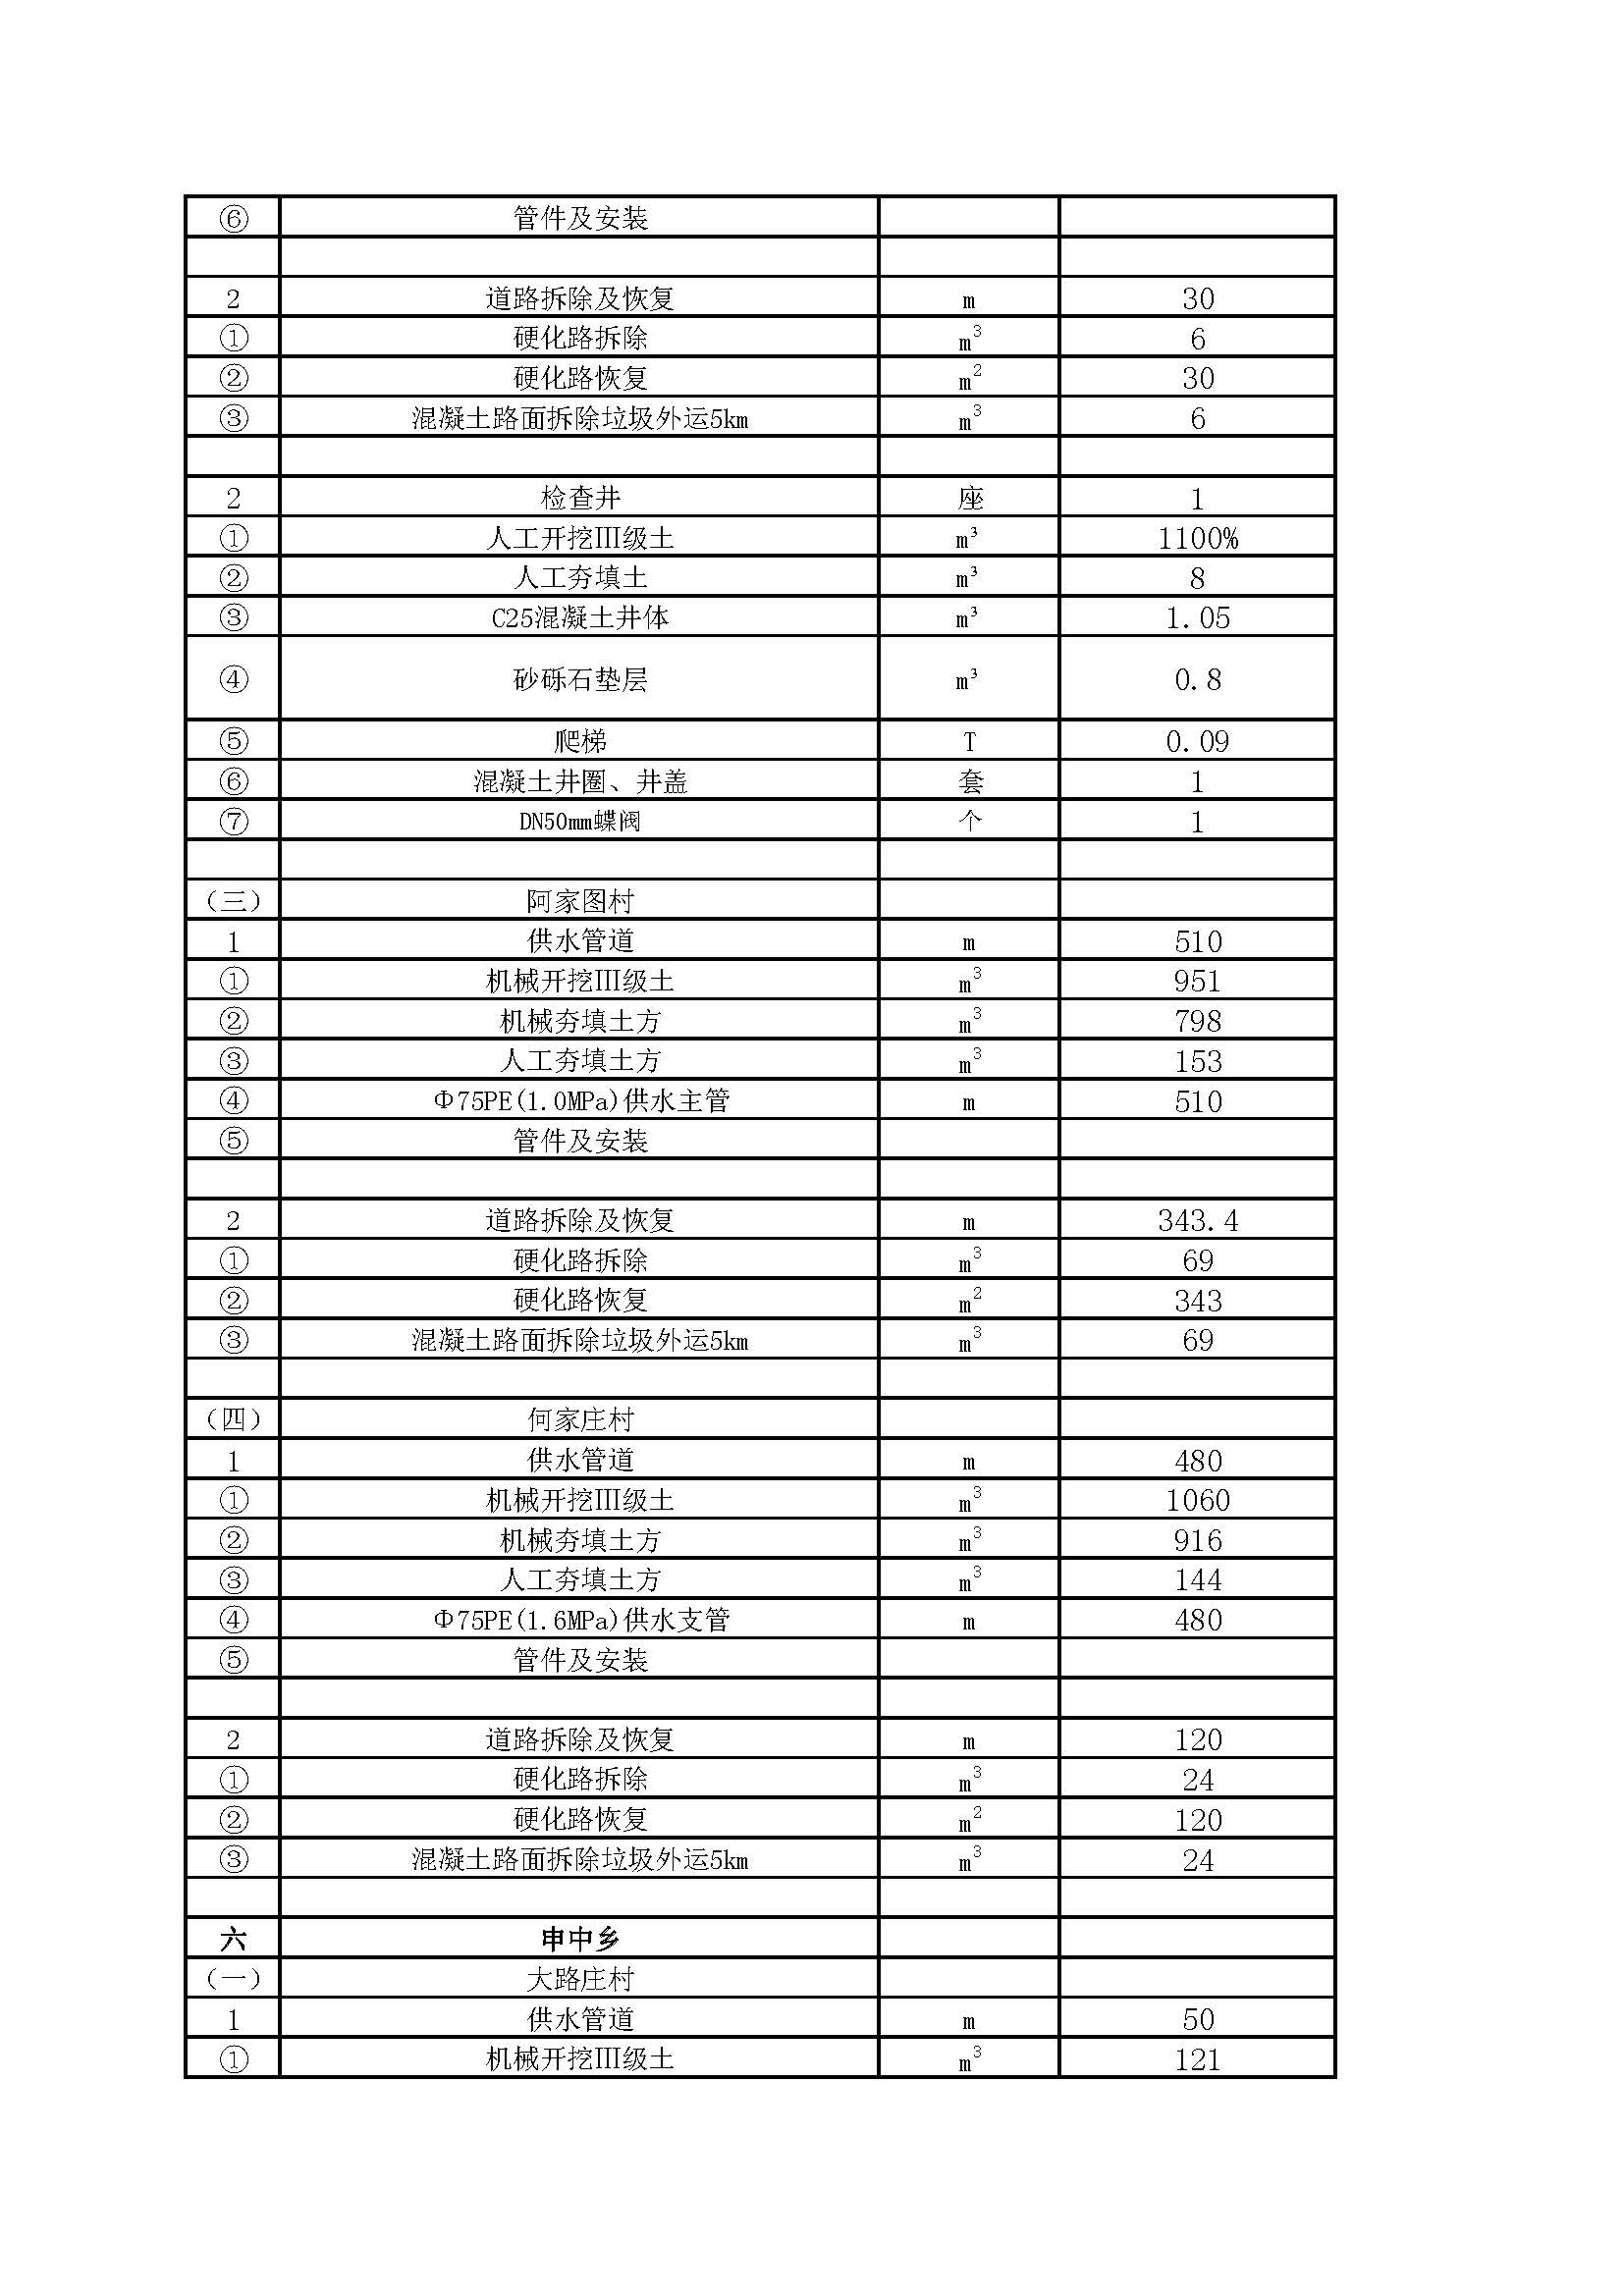 ⑥ 管件及安装
2 道路拆除及恢复 m 30
① 硬化路拆除 m³ 6
② 硬化路恢复 m² 30
③ 混凝土路面拆除垃圾外运5km m³ 6
2 检查井 座 1
① 人工开挖Ⅲ级土 m³ 1100%
② 人工夯填土 m³ 8
③ C25混凝土井体 m³ 1.05
④ 砂砾石垫层 m³ 0.8
⑤ 爬梯 T 0.09
⑥ 混凝土井圈、井盖 套 1
⑦ DN50mm蝶阀 个 1
（三） 阿家图村
1 供水管道 m 510
① 机械开挖Ⅲ级土 m³ 951
② 机械夯填土方 m³ 798
③ 人工夯填土方 m³ 153
④ Φ75PE(1.0MPa)供水主管 m 510
⑤ 管件及安装
2 道路拆除及恢复 m 343.4
① 硬化路拆除 m³ 69
② 硬化路恢复 m² 343
③ 混凝土路面拆除垃圾外运5km m³ 69
（四） 何家庄村
1 供水管道 m 480
① 机械开挖Ⅲ级土 m³ 1060
② 机械夯填土方 m³ 916
③ 人工夯填土方 m³ 144
④ Φ75PE(1.6MPa)供水支管 m 480
⑤ 管件及安装
2 道路拆除及恢复 m 120
① 硬化路拆除 m³ 24
② 硬化路恢复 m² 120
③ 混凝土路面拆除垃圾外运5km m³ 24
六 申中乡
（一） 大路庄村
1 供水管道 m 50
① 机械开挖Ⅲ级土 m³ 121